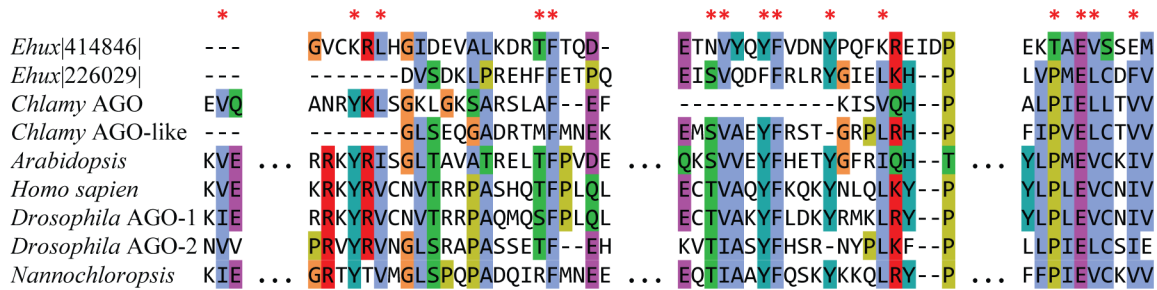 * * * ** ** ** * * * ** *
Ehux|414846| --- GVCKRLHGIDEVALKDRTFTQD- ETNVYQYFVDNYPQFKREIDP EKTAEVSSEM
Ehux|226029| --- -------DVSDKLPREHFFETPQ EISVQDFFRLRYGIELKH--P LVPMELCDFV
Chlamy AGO EVQ ANRYKLSGKLGKSARSLAF--EF ------------KISVQH--P ALPIELLTVV
Chlamy AGO-like --- -------GLSEQGADRTMFMNEK EMSVAEYFRST-GRPLRH--P FIPVELCTVV
Arabidopsis KVE ... RRKYRISGLTAVATRELTFPVDE ... QKSVVEYFHETYGFRIQH--T ... YLPMEVCKIV
Homo sapien KVE KRKYRVCNVTRRPASHQTFPLQL ECTVAQYFKQKYNLQLKY--P YLPLEVCNIV
Drosophila AGO-1 KIE RRKYRVCNVTRRPAQMQSFPLQL ECTVAKYFLDKYRMKLRY--P YLPLEVCNIV
Drosophila AGO-2 NVV PRVYRVNGLSRAPASSETF--EH KVTIASYFHSR-NYPLKF--P LLPIELCSIE
Nannochloropsis KIE ... GRTYTVMGLSPQPADQIRFMNEE ... EQTIAAYFQSKYKKQLRY--P ... FFPIEVCKVV